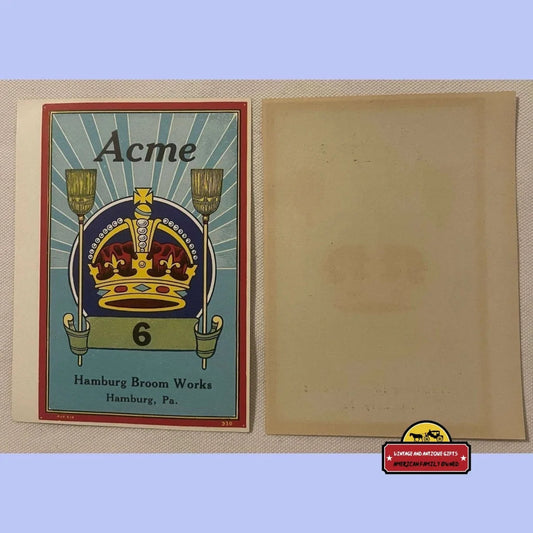 Acme
6
Hamburg Broom Works
Hamburg, Pa.
330
VINTAGE AND ANTIQUE GIFTS
AMERICAN FAMILY OWNED